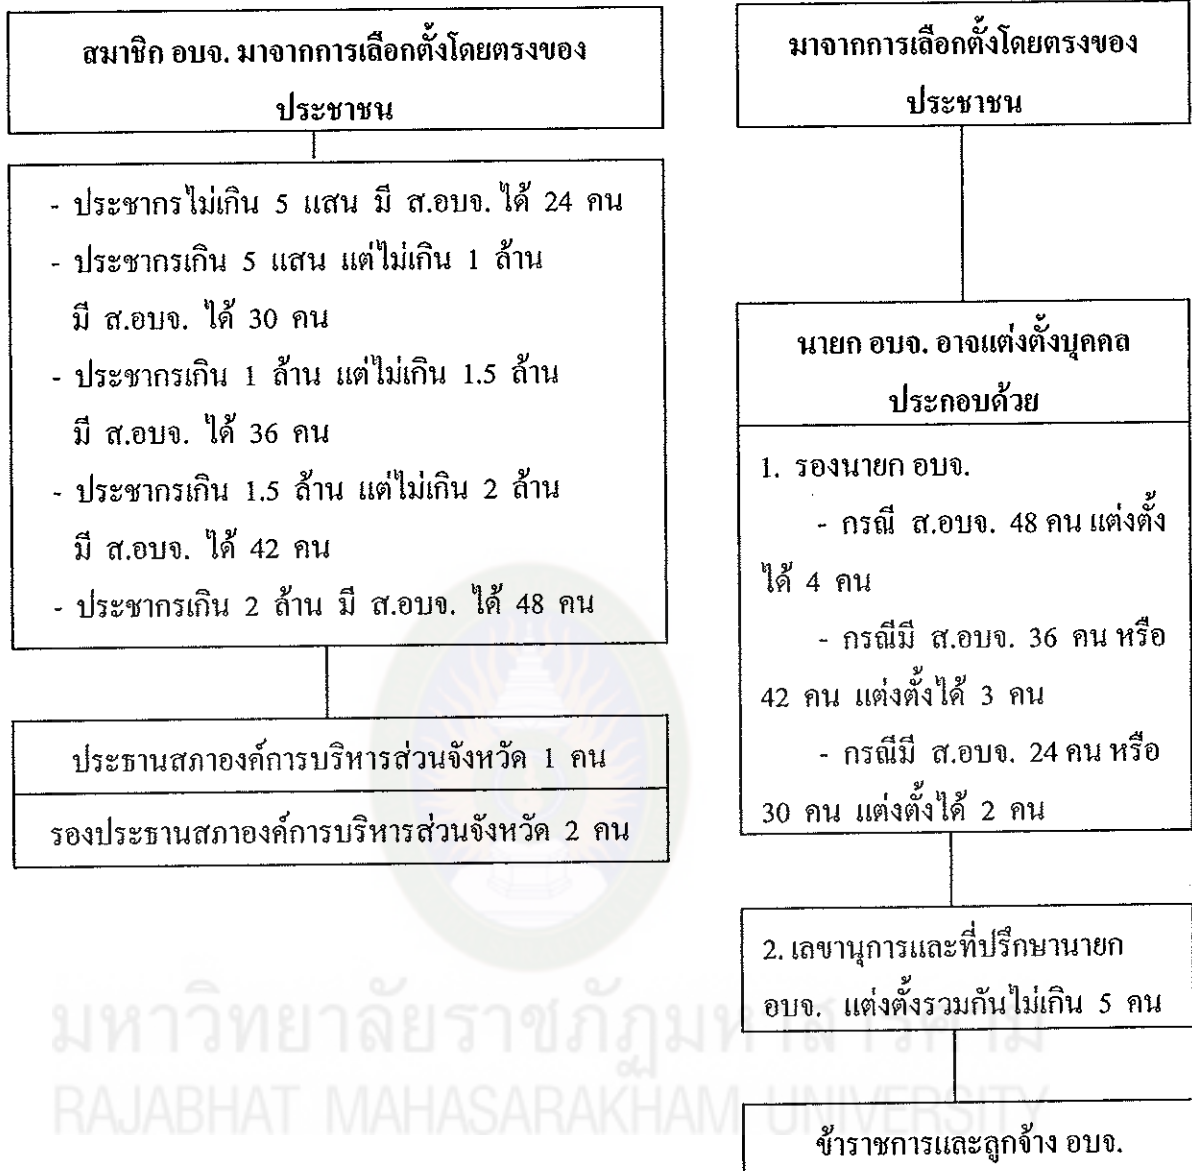 สมาชิก อบจ. มาจากการเลือกตั้งโดยตรงของ
ประชาชน
- ประชากรไม่เกิน 5 แสน มี ส.อบจ. ได้ 24 คน
- ประชากรเกิน 5 แสน แต่ไม่เกิน 1 ล้าน
มี ส.อบจ. ได้ 30 คน
- ประชากรเกิน 1 ล้าน แต่ไม่เกิน 1.5 ล้าน
มี ส.อบจ. ได้ 36 คน
- ประชากรเกิน 1.5 ล้าน แต่ไม่เกิน 2 ล้าน
มี ส.อบจ. ได้ 42 คน
- ประชากรเกิน 2 ล้าน มี ส.อบจ. ได้ 48 คน
ประธานสภาองค์การบริหารส่วนจังหวัด 1 คน
รองประธานสภาองค์การบริหารส่วนจังหวัด 2 คน
มาจากการเลือกตั้งโดยตรงของ
ประชาชน
นายก อบจ. อาจแต่งตั้งบุคคล
ประกอบด้วย
1. รองนายก อบจ.
- กรณี ส.อบจ. 48 คน แต่งตั้ง
ได้ 4 คน
- กรณีมี ส.อบจ. 36 คน หรือ
42 คน แต่งตั้งได้ 3 คน
- กรณีมี ส.อบจ. 24 คน หรือ
30 คน แต่งตั้งได้ 2 คน
2. เลขานุการและที่ปรึกษานายก
อบจ. แต่งตั้งรวมกันไม่เกิน 5 คน
ข้าราชการและลูกจ้าง อบจ.
มหาวิทยาลัยราชภัฏมหาสารคาม
RAJABHAT MAHASARAKHAM UNIVERSITY